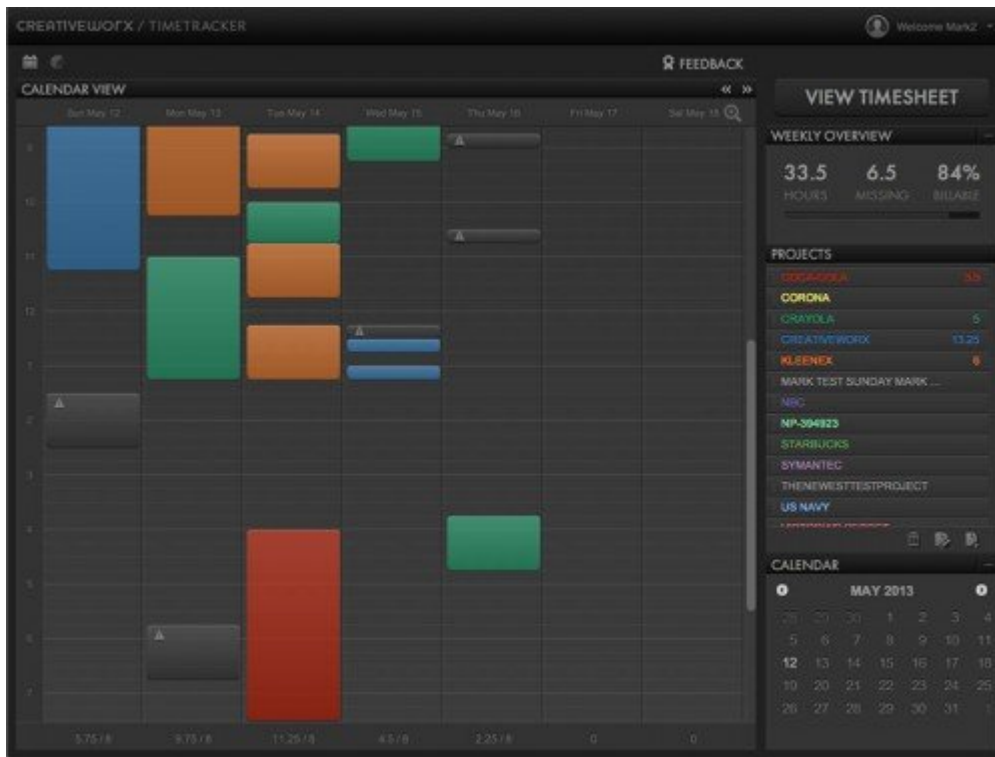 CREATIVEWORX / TIMETRACKER
Welcome Mark2
FEEDBACK
CALENDAR VIEW « »
Sun May 12 Mon May 13 Tue May 14 Wed May 15 Thu May 16 Fri May 17 Sat May 18
9
10
11
12
1
2
3
4
5
6
7
5.75 / 8 9.75 / 8 11.25 / 8 4.5 / 8 2.25 / 8 0 0
VIEW TIMESHEET
WEEKLY OVERVIEW
33.5 6.5 84%
HOURS MISSING BILLABLE
PROJECTS
COCA-COLA 3.5
CORONA
CRAYOLA 5
CREATIVEWORX 13.25
KLEENEX 6
MARK TEST SUNDAY MARK ...
NBC
NP-394923
STARBUCKS
SYMANTEC
THENEWESTTESTPROJECT
US NAVY
CALENDAR
MAY 2013
28 29 30 1 2 3 4
5 6 7 8 9 10 11
12 13 14 15 16 17 18
19 20 21 22 23 24 25
26 27 28 29 30 31 1